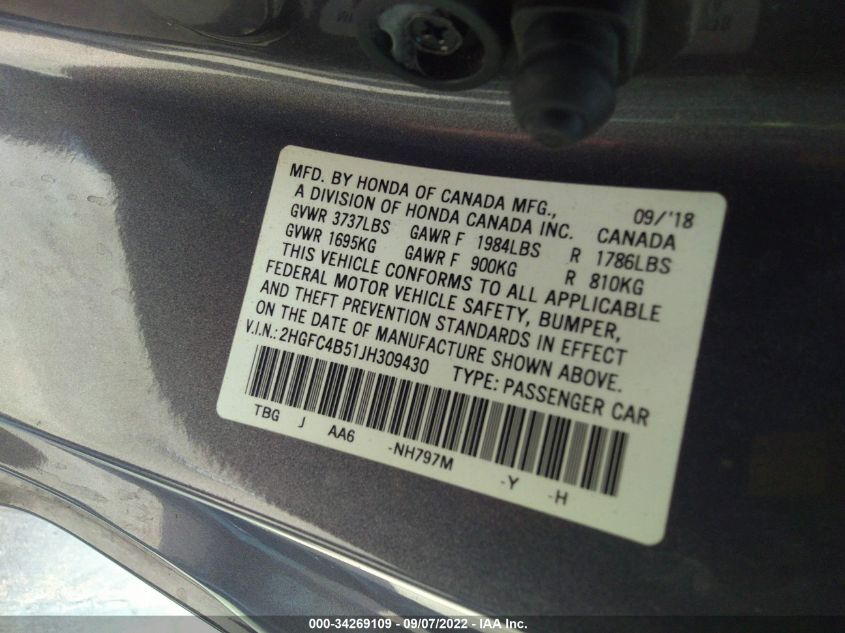 MFD. BY HONDA OF CANADA MFG., 09/'18
A DIVISION OF HONDA CANADA INC. CANADA
GVWR 3737LBS GAWR F 1984LBS R 1786LBS
GVWR 1695KG GAWR F 900KG R 810KG
THIS VEHICLE CONFORMS TO ALL APPLICABLE
FEDERAL MOTOR VEHICLE SAFETY, BUMPER,
AND THEFT PREVENTION STANDARDS IN EFFECT
ON THE DATE OF MANUFACTURE SHOWN ABOVE.
V.I.N.: 2HGFC4B51JH309430 TYPE: PASSENGER CAR
TBG J AA6 -NH797M -Y -H
000-34269109 - 09/07/2022 - IAA Inc.